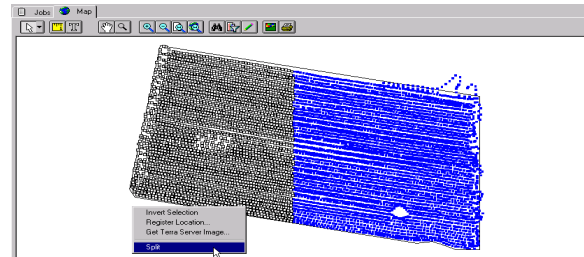 Jobs Map
Invert Selection
Register Location...
Get Terra Server Image...
Split